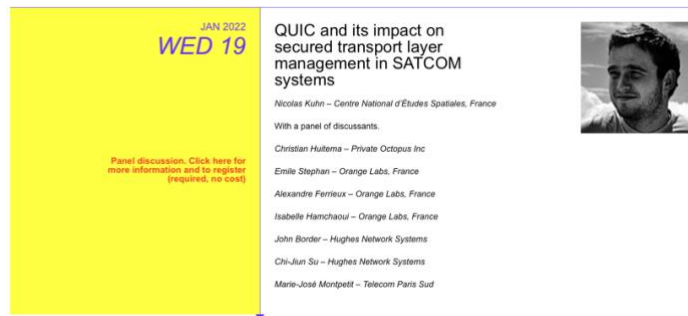 JAN 2022
WED 19
Panel discussion. Click here for
more information and to register
(required, no cost)
QUIC and its impact on
secured transport layer
management in SATCOM
systems
Nicolas Kuhn – Centre National d'Études Spatiales, France
With a panel of discussants.
Christian Huitema – Private Octopus Inc
Emile Stephan – Orange Labs, France
Alexandre Ferrieux – Orange Labs, France
Isabelle Hamchaoui – Orange Labs, France
John Border – Hughes Network Systems
Chi-Jiun Su – Hughes Network Systems
Marie-José Montpetit – Telecom Paris Sud